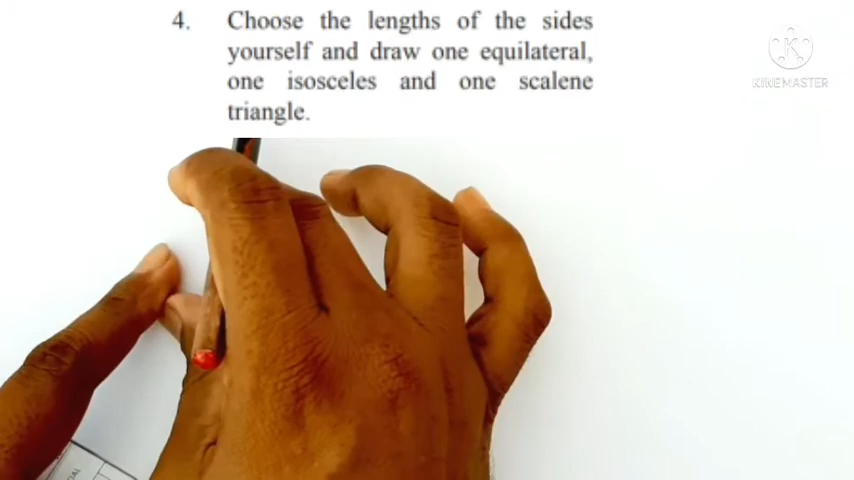 4. Choose the lengths of the sides
yourself and draw one equilateral,
one isosceles and one scalene
triangle.
KINEMASTER